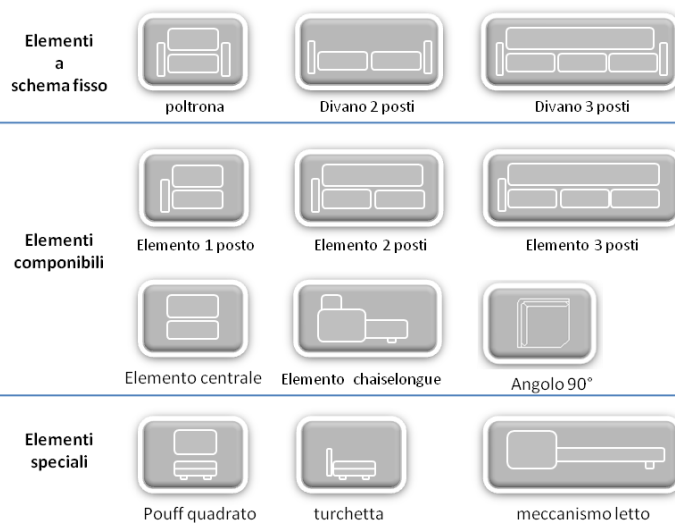 Elementi
a
schema fisso
poltrona
Divano 2 posti
Divano 3 posti
Elementi
componibili
Elemento 1 posto
Elemento 2 posti
Elemento 3 posti
Elemento centrale
Elemento chaiselongue
Angolo 90°
Elementi
speciali
Pouff quadrato
turchetta
meccanismo letto